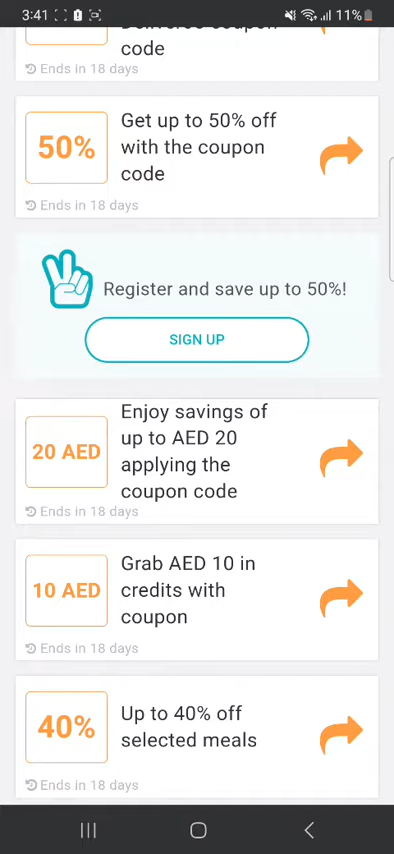 3:41
11%
code
Ends in 18 days
50%
Get up to 50% off
with the coupon
code
Ends in 18 days
Register and save up to 50%!
SIGN UP
20 AED
Enjoy savings of
up to AED 20
applying the
coupon code
Ends in 18 days
10 AED
Grab AED 10 in
credits with
coupon
Ends in 18 days
40%
Up to 40% off
selected meals
Ends in 18 days